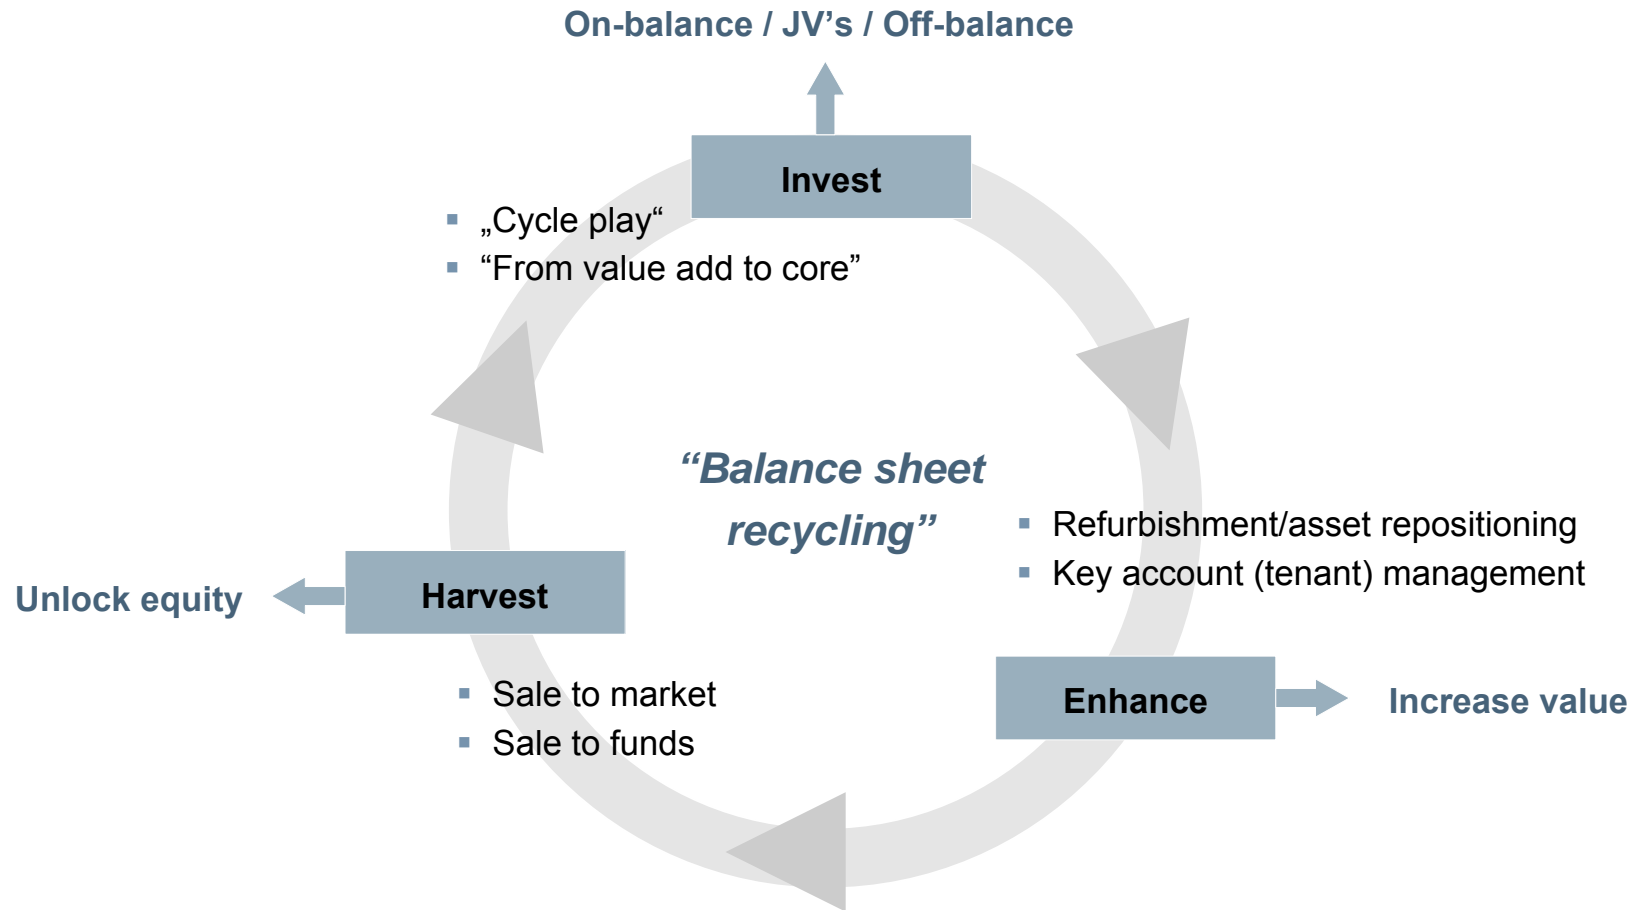 On-balance / JV’s / Off-balance
Invest
▪ „Cycle play“
▪ “From value add to core”
“Balance sheet
recycling”
▪ Refurbishment/asset repositioning
▪ Key account (tenant) management
Unlock equity
Harvest
▪ Sale to market
▪ Sale to funds
Enhance
Increase value